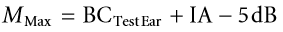 M_Max = BC_TestEar + IA − 5 dB